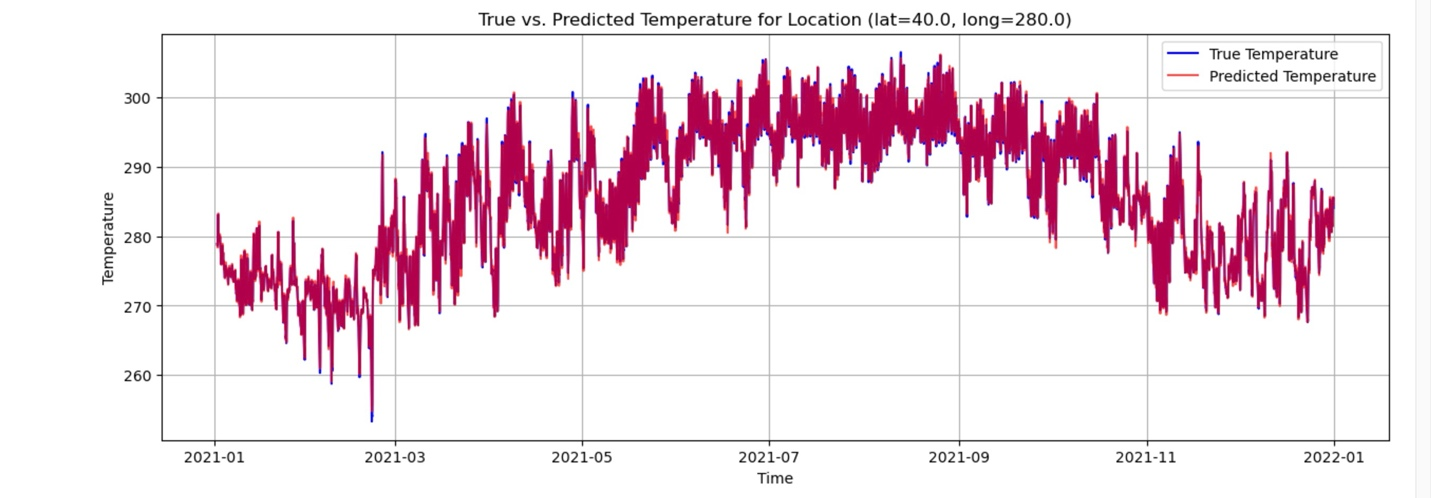 True vs. Predicted Temperature for Location (lat=40.0, long=280.0)
True Temperature
Predicted Temperature
Temperature
300
290
280
270
260
2021-01 2021-03 2021-05 2021-07 2021-09 2021-11 2022-01
Time